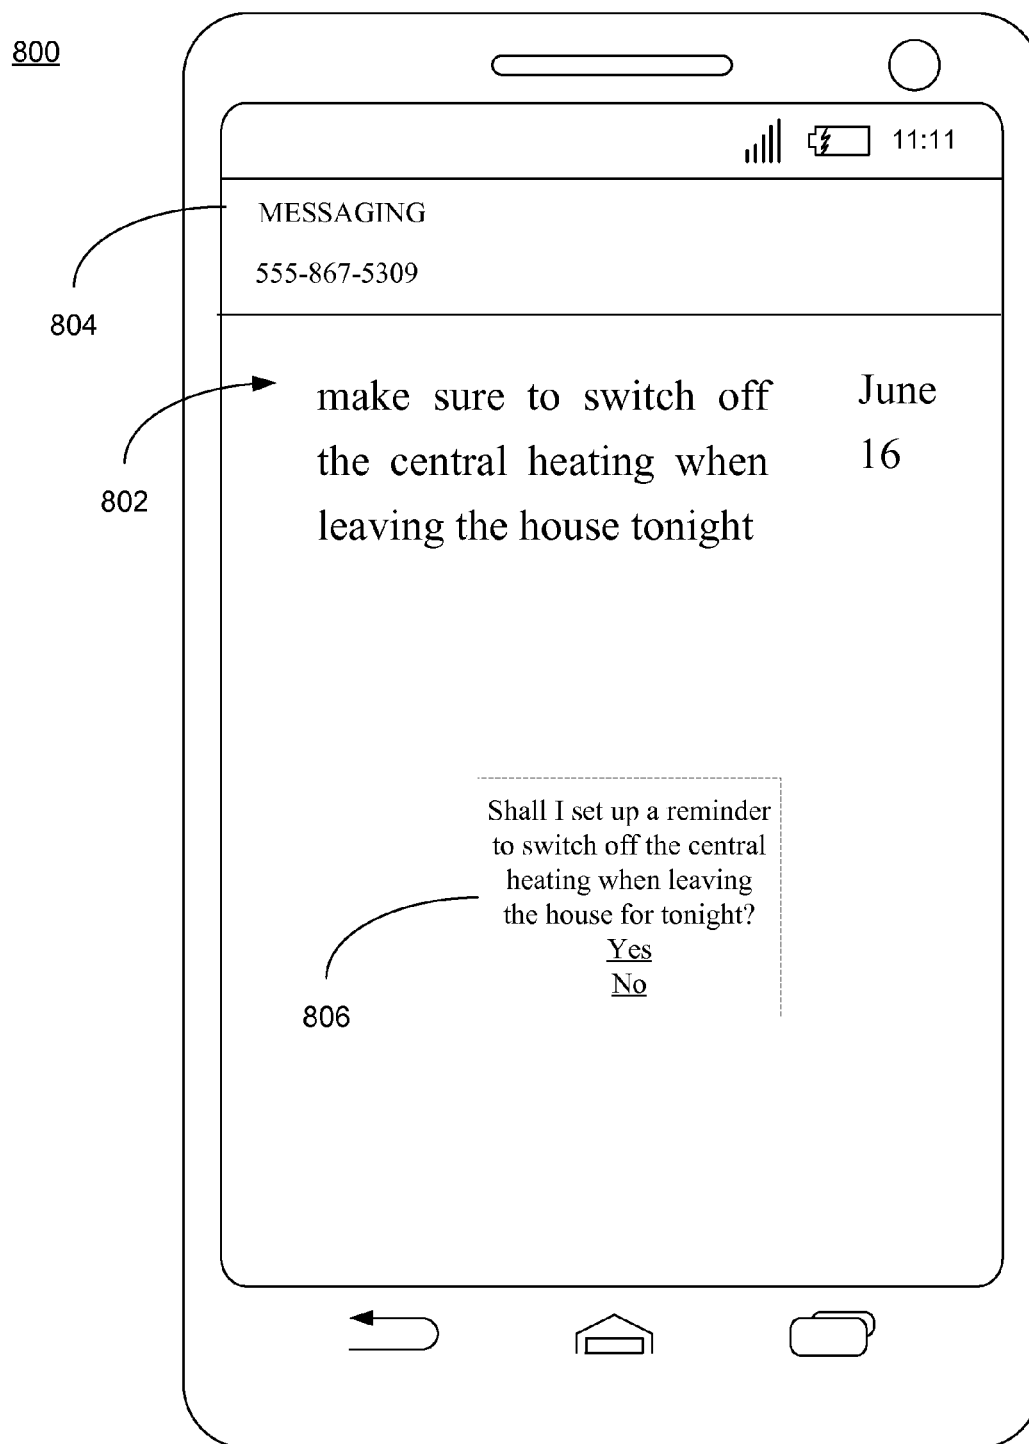 800
11:11
MESSAGING
555-867-5309
804
make sure to switch off
the central heating when
leaving the house tonight
June
16
802
Shall I set up a reminder
to switch off the central
heating when leaving
the house for tonight?
Yes
No
806